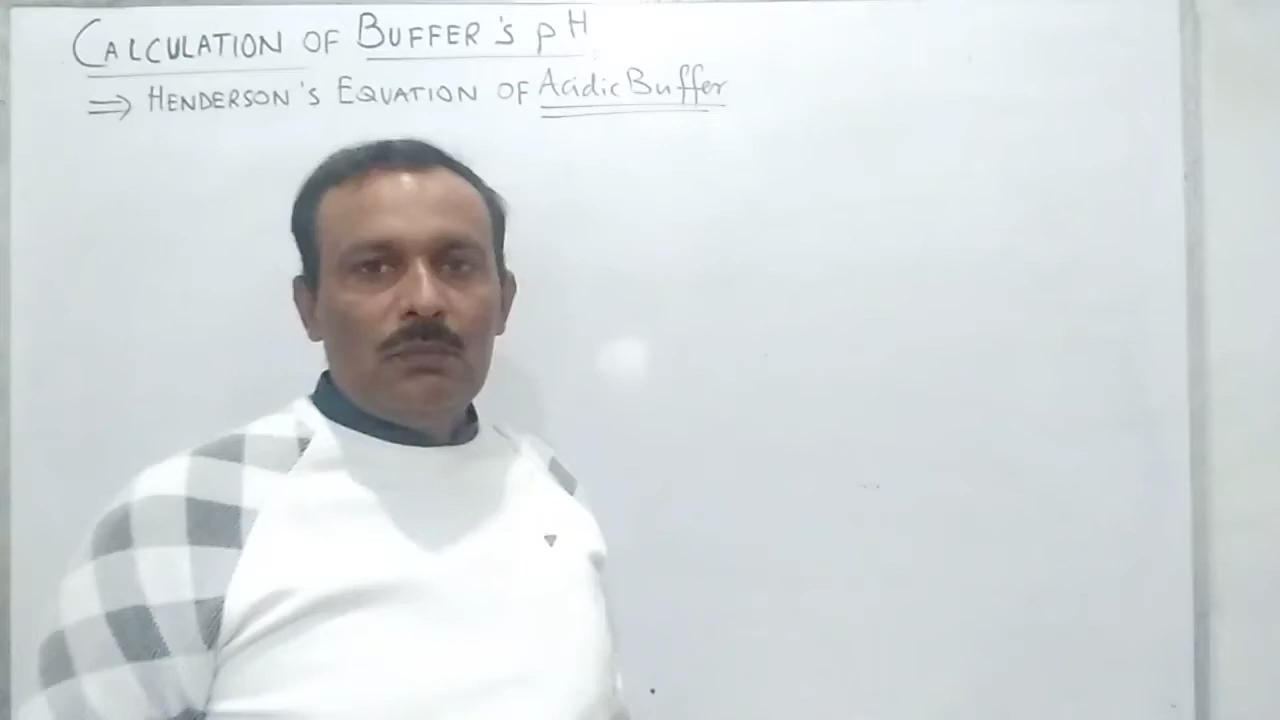 CALCULATION OF BUFFER'S pH
⇒ HENDERSON'S EQUATION OF Acidic Buffer